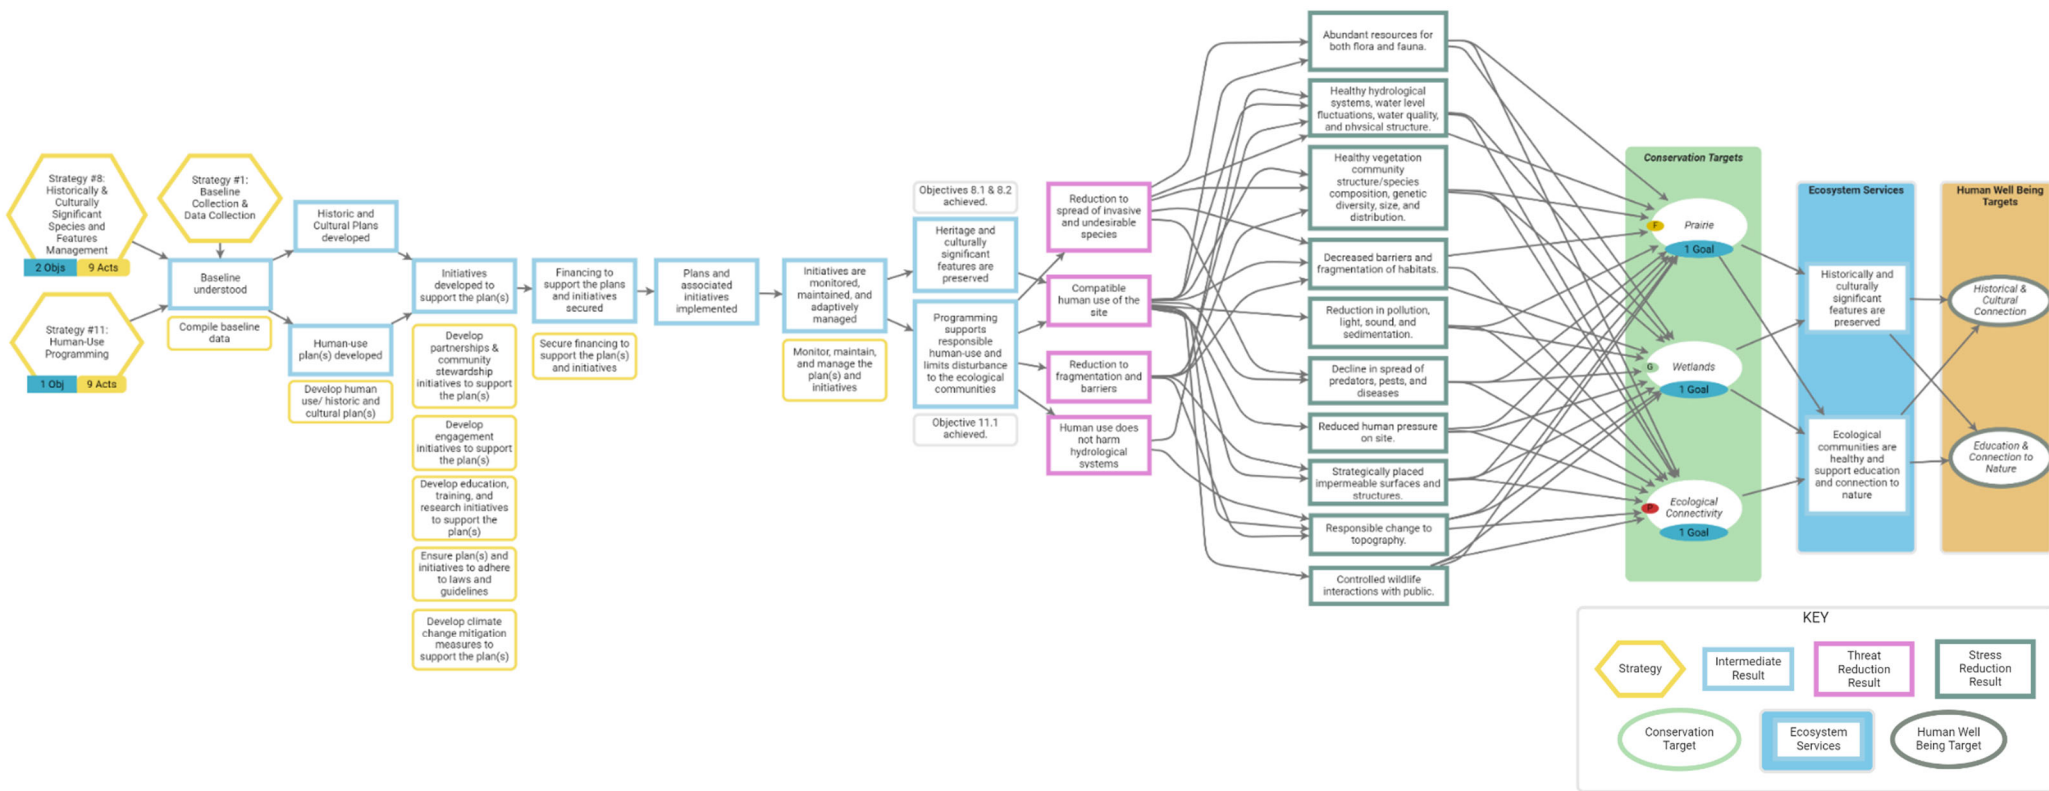 Strategy #8:
Historically &
Culturally
Significant
Species and
Features
Management
2 Objs
9 Acts
Strategy #11:
Human-Use
Programming
1 Obj
9 Acts
Strategy #1:
Baseline
Collection &
Data Collection
Baseline
understood
Compile baseline
data
Historic and
Cultural Plans
developed
Human-use
plan(s) developed
Develop human
use/ historic and
cultural plan(s)
Initiatives
developed to
support the plan(s)
Develop
partnerships &
community
stewardship
initiatives to support
the plan(s)
Develop
engagement
initiatives to support
the plan(s)
Develop education,
training, and
research initiatives
to support the
plan(s)
Ensure plan(s) and
initiatives to adhere
to laws and
guidelines
Develop climate
change mitigation
measures to
support the plan(s)
Financing to
support the plans
and initiatives
secured
Secure financing to
support the plan(s)
and initiatives
Plans and
associated
initiatives
implemented
Initiatives are
monitored,
maintained, and
adaptively
managed
Monitor, maintain,
and manage the
plan(s) and
initiatives
Objectives 8.1 & 8.2
achieved.
Heritage and
culturally
significant
features are
preserved
Programming
supports
responsible
human-use and
limits disturbance
to the ecological
communities
Objective 11.1
achieved.
Reduction to
spread of invasive
and undesirable
species
Compatible
human use of the
site
Reduction to
fragmentation and
barriers
Human use does
not harm
hydrological
systems
Abundant resources for
both flora and fauna.
Healthy hydrological
systems, water level
fluctuations, water quality,
and physical structure.
Healthy vegetation
community
structure/species
composition, genetic
diversity, size, and
distribution.
Decreased barriers and
fragmentation of habitats.
Reduction in pollution,
light, sound, and
sedimentation.
Decline in spread of
predators, pests, and
diseases
Reduced human pressure
on site.
Strategically placed
impermeable surfaces and
structures.
Responsible change to
topography.
Controlled wildlife
interactions with public.
Conservation Targets
F
Prairie
1 Goal
G
Wetlands
1 Goal
P
Ecological
Connectivity
1 Goal
Ecosystem Services
Historically and
culturally
significant
features are
preserved
Ecological
communities are
healthy and
support education
and connection to
nature
Human Well Being
Targets
Historical &
Cultural
Connection
Education &
Connection to
Nature
KEY
Strategy
Intermediate
Result
Threat
Reduction
Result
Stress
Reduction
Result
Conservation
Target
Ecosystem
Services
Human Well
Being Target